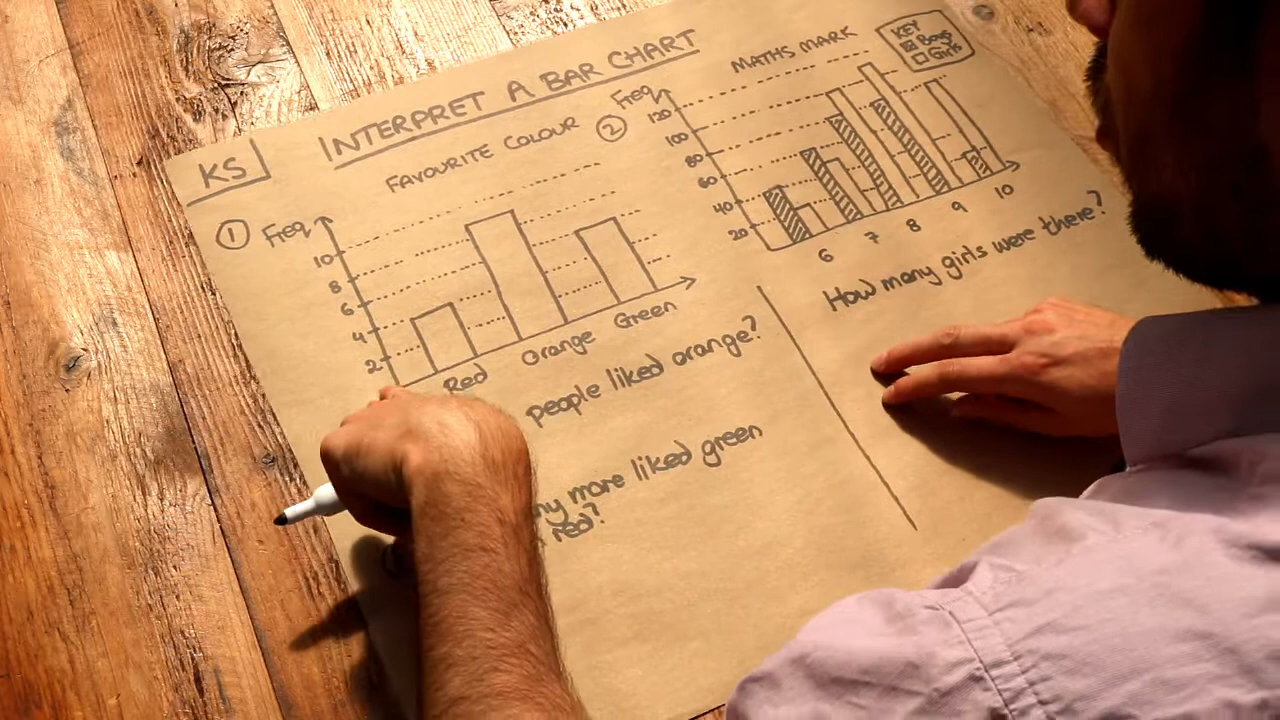 KS
INTERPRET A BAR CHART
1
FAVOURITE COLOUR
Freq
10
8
6
4
2
Red Orange Green
people liked orange?
more liked green
red?
2
MATHS MARK
KEY
Boys
Girls
Freq
120
100
80
60
40
20
6 7 8 9 10
How many girls were there?